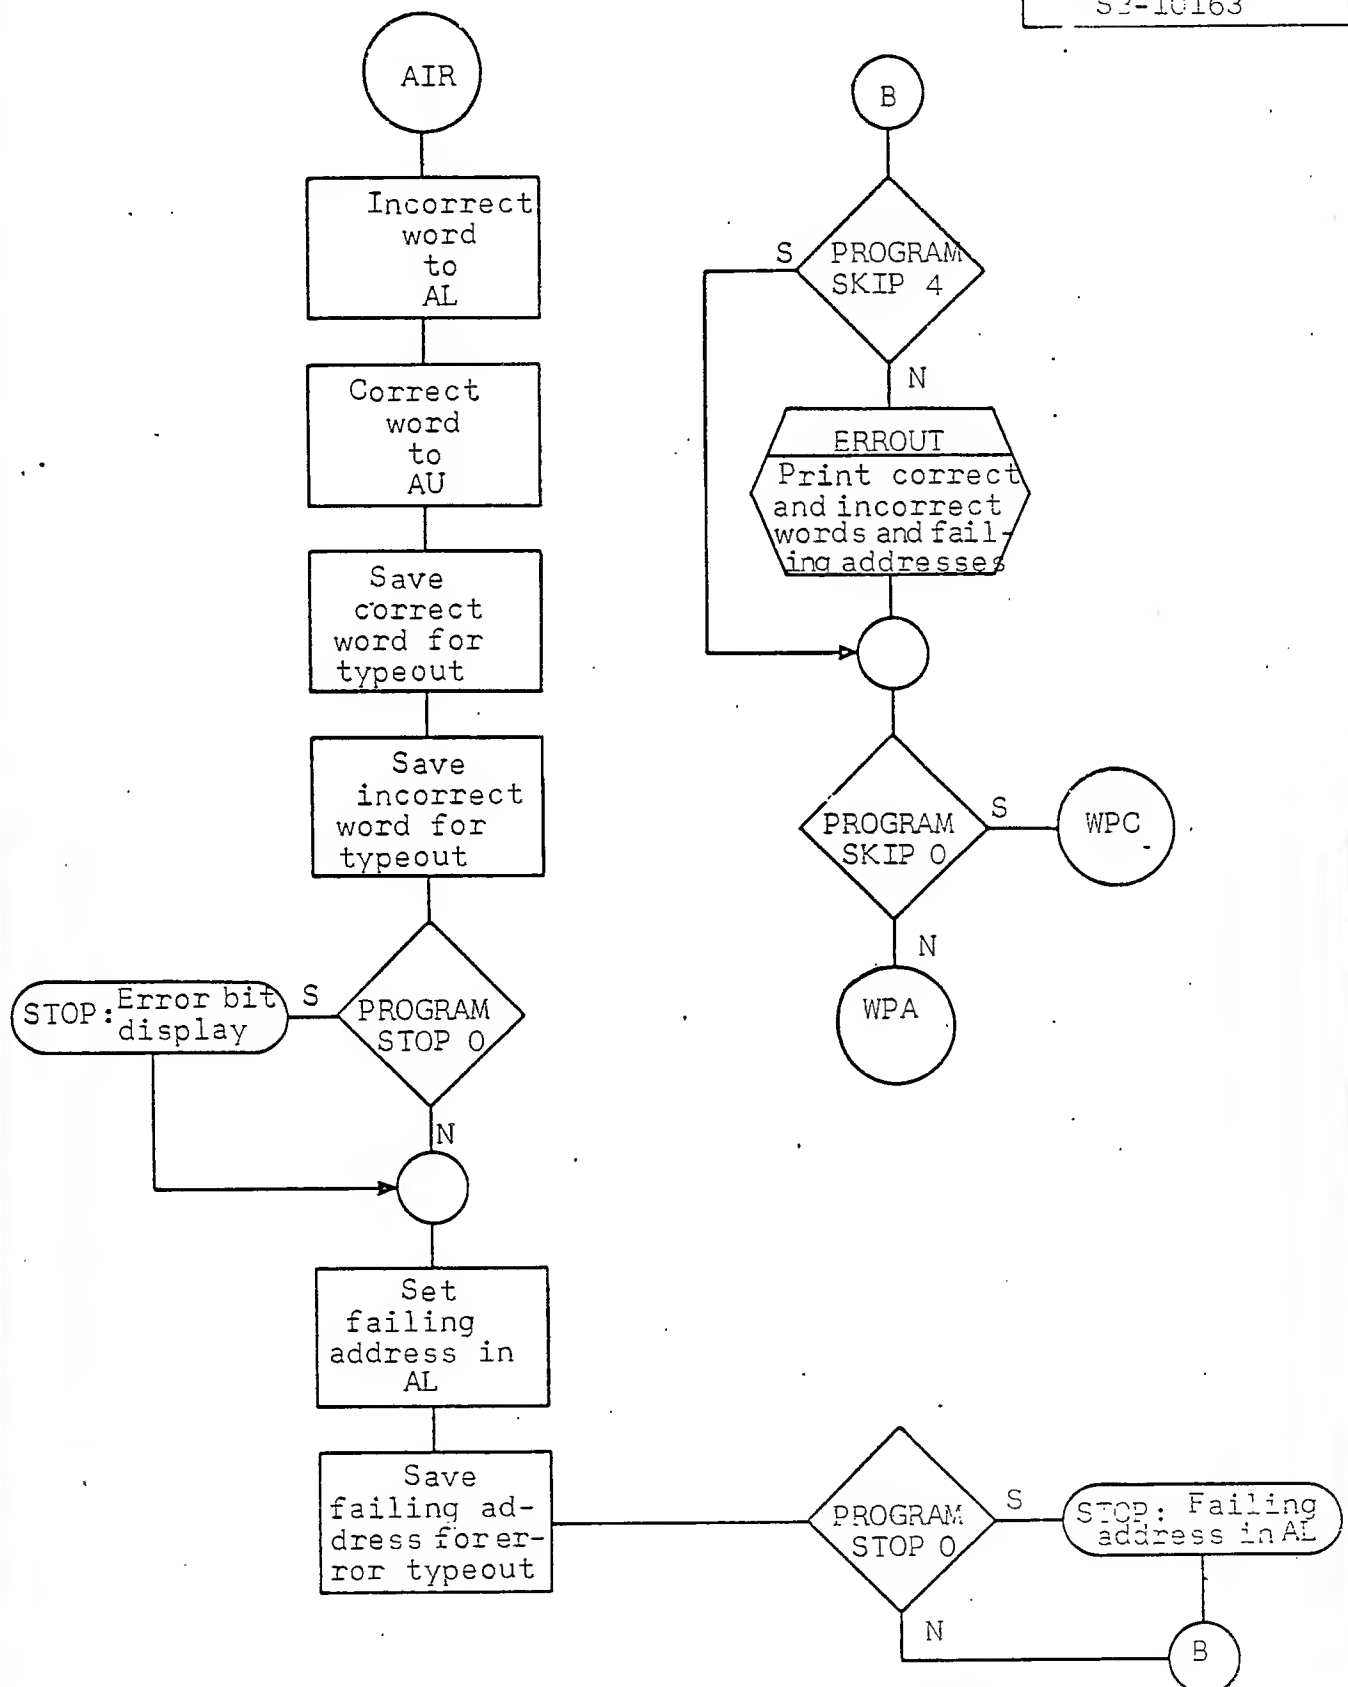 AIR
Incorrect
word
to
AL
Correct
word
to
AU
Save
correct
word for
typeout
Save
incorrect
word for
typeout
PROGRAM
STOP 0
S
STOP: Error bit
display
N
Set
failing
address in
AL
Save
failing ad-
dress for er-
ror typeout
PROGRAM
STOP 0
S
STOP: Failing
address in AL
N
B
B
PROGRAM
SKIP 4
S
N
ERROUT
Print correct
and incorrect
words and fail-
ing addresses
PROGRAM
SKIP 0
S
WPC
N
WPA